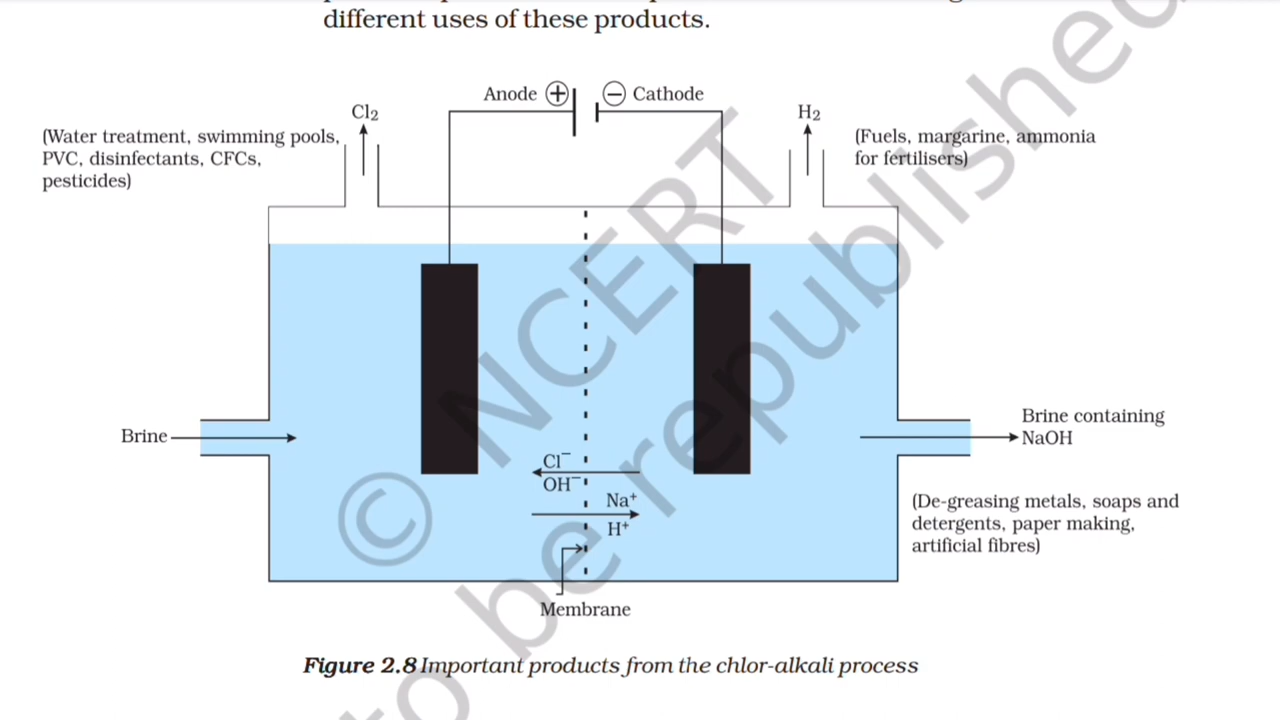 different uses of these products.
Anode + − Cathode
Cl₂
H₂
(Water treatment, swimming pools,
PVC, disinfectants, CFCs,
pesticides)
(Fuels, margarine, ammonia
for fertilisers)
Brine
Brine containing
NaOH
Cl⁻
OH⁻
Na⁺
H⁺
(De-greasing metals, soaps and
detergents, paper making,
artificial fibres)
Membrane
Figure 2.8 Important products from the chlor-alkali process
© NCERT
to be republished